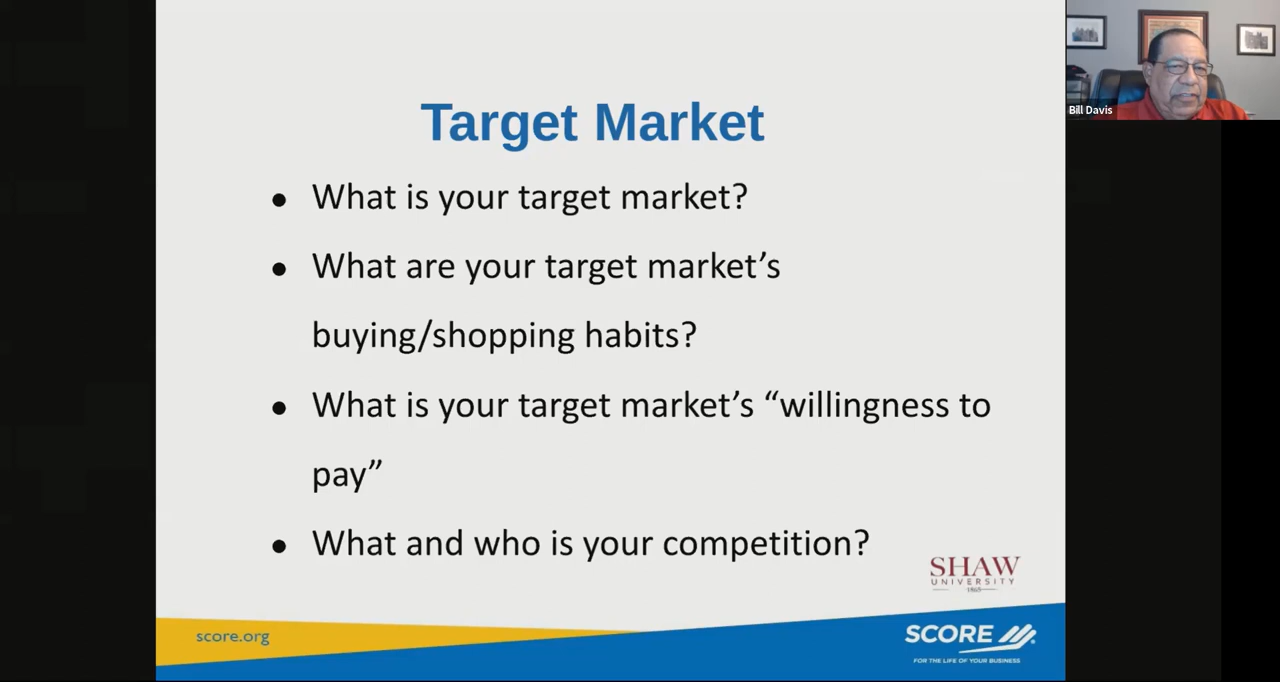 Target Market
• What is your target market?
• What are your target market’s
buying/shopping habits?
• What is your target market’s “willingness to
pay”
• What and who is your competition?
SHAW
UNIVERSITY
1865
score.org
SCORE
FOR THE LIFE OF YOUR BUSINESS
Bill Davis